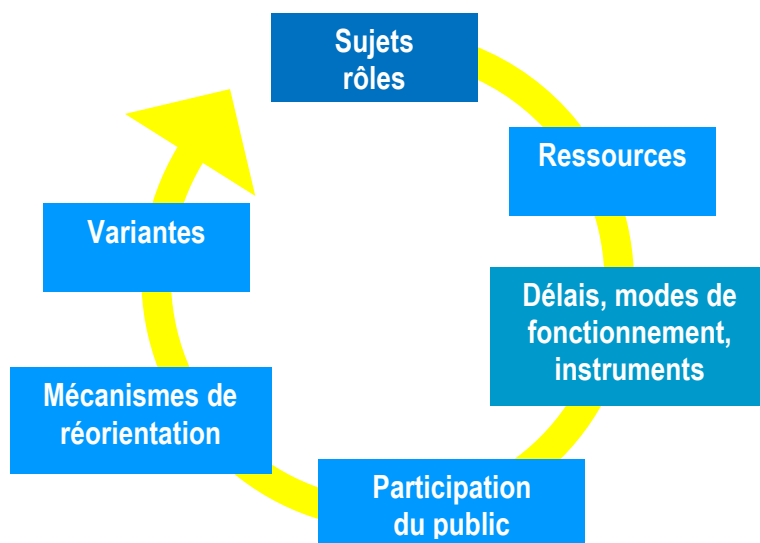 Sujets
rôles
Ressources
Délais, modes de
fonctionnement,
instruments
Participation
du public
Mécanismes de
réorientation
Variantes